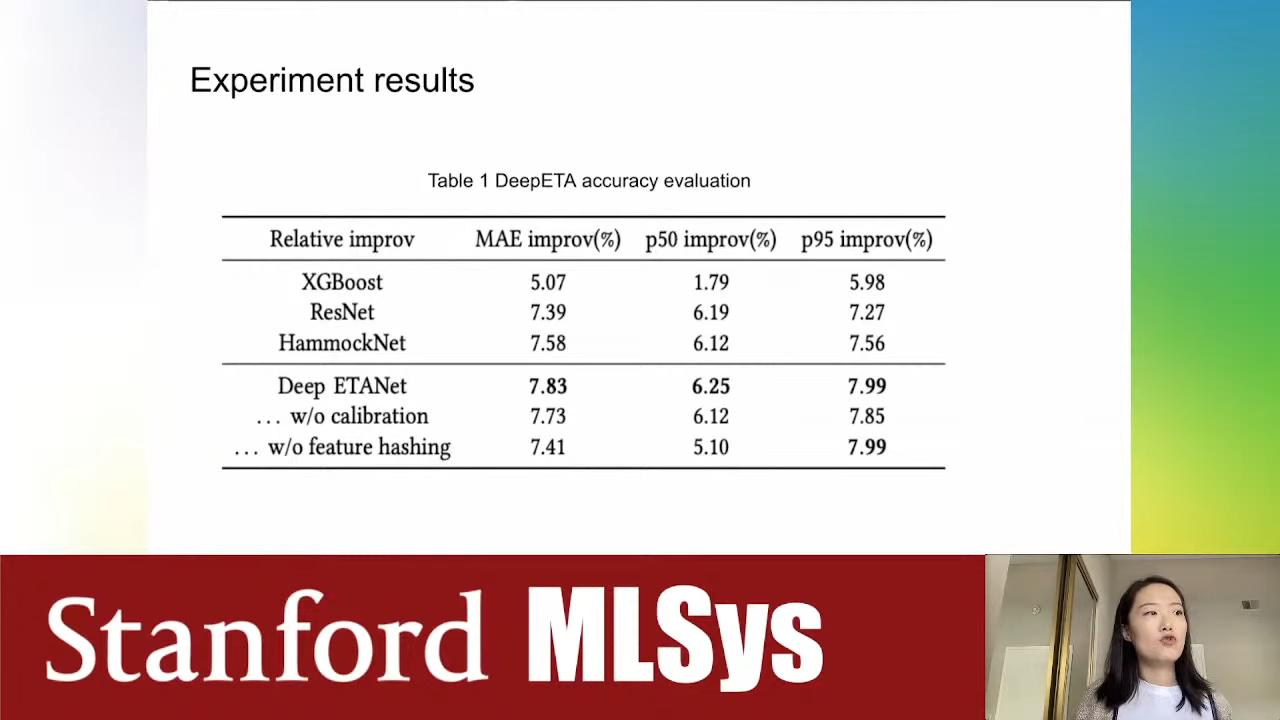 Experiment results
Table 1 DeepETA accuracy evaluation
Relative improv MAE improv(%) p50 improv(%) p95 improv(%)
XGBoost 5.07 1.79 5.98
ResNet 7.39 6.19 7.27
HammockNet 7.58 6.12 7.56
Deep ETANet 7.83 6.25 7.99
... w/o calibration 7.73 6.12 7.85
... w/o feature hashing 7.41 5.10 7.99
Stanford MLSys